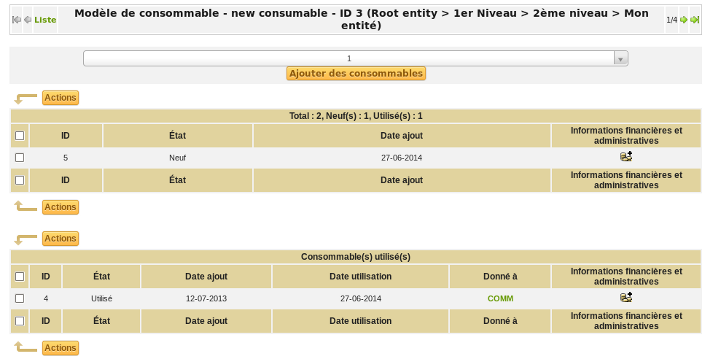 Liste Modèle de consommable - new consumable - ID 3 (Root entity > 1er Niveau > 2ème niveau > Mon entité) 1/4
1
Ajouter des consommables
Actions
Total : 2, Neuf(s) : 1, Utilisé(s) : 1
ID État Date ajout Informations financières et administratives
5 Neuf 27-06-2014
ID État Date ajout Informations financières et administratives
Actions
Actions
Consommable(s) utilisé(s)
ID État Date ajout Date utilisation Donné à Informations financières et administratives
4 Utilisé 12-07-2013 27-06-2014 COMM
ID État Date ajout Date utilisation Donné à Informations financières et administratives
Actions